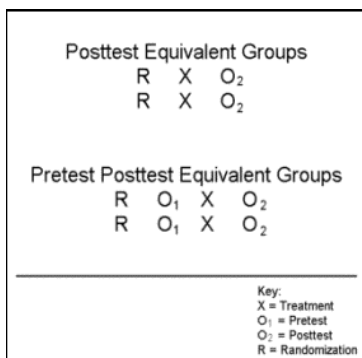 Posttest Equivalent Groups
R X O₂
R X O₂
Pretest Posttest Equivalent Groups
R O₁ X O₂
R O₁ X O₂
Key:
X = Treatment
O₁ = Pretest
O₂ = Posttest
R = Randomization